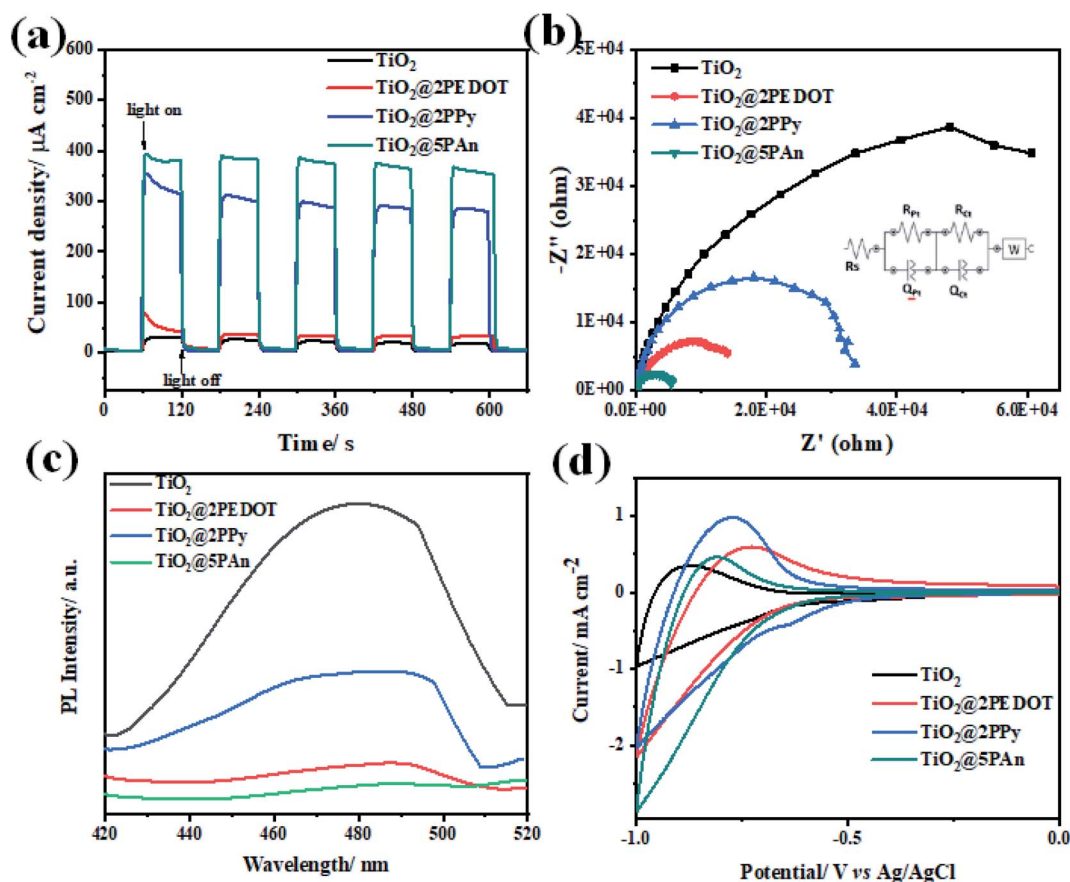 (a)
600
500
400
300
200
100
0
0 120 240 360 480 600
Current density/ μA cm⁻²
Time/ s
TiO₂
TiO₂@2PEDOT
TiO₂@2PPy
TiO₂@5PAn
light on
light off
(b)
5E+04
4E+04
3E+04
2E+04
1E+04
0E+00
0.0E+00 2.0E+04 4.0E+04 6.0E+04
-Z" (ohm)
Z' (ohm)
TiO₂
TiO₂@2PEDOT
TiO₂@2PPy
TiO₂@5PAn
Rs
R_Pt
R_Ct
Q_Pt
Q_Ct
W
(c)
TiO₂
TiO₂@2PEDOT
TiO₂@2PPy
TiO₂@5PAn
PL Intensity/ a.u.
420 440 460 480 500 520
Wavelength/ nm
(d)
1
0
-1
-2
-1.0 -0.5 0.0
Current/ mA cm⁻²
TiO₂
TiO₂@2PEDOT
TiO₂@2PPy
TiO₂@5PAn
Potential/ V vs Ag/AgCl